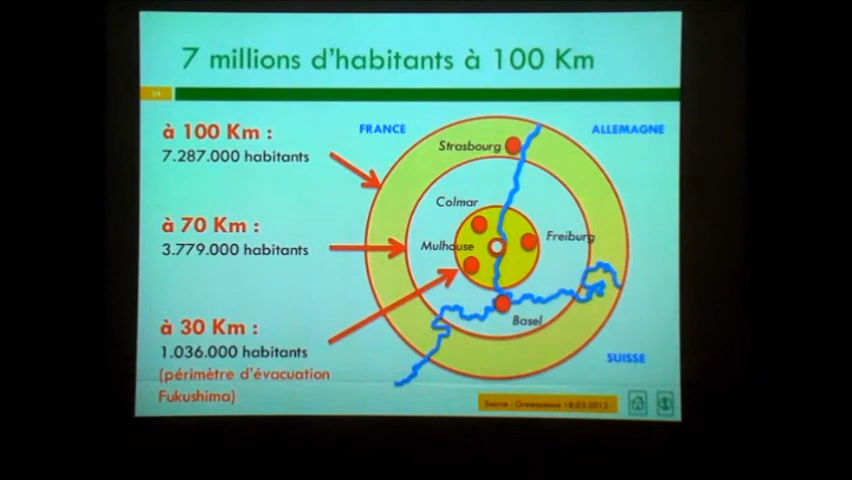 7 millions d'habitants à 100 Km
34
à 100 Km :
7.287.000 habitants
FRANCE
ALLEMAGNE
Strasbourg
à 70 Km :
3.779.000 habitants
Colmar
Mulhouse
Freiburg
à 30 Km :
1.036.000 habitants
(périmètre d'évacuation
Fukushima)
Basel
SUISSE
Source : Greenpeace 18.03.2012